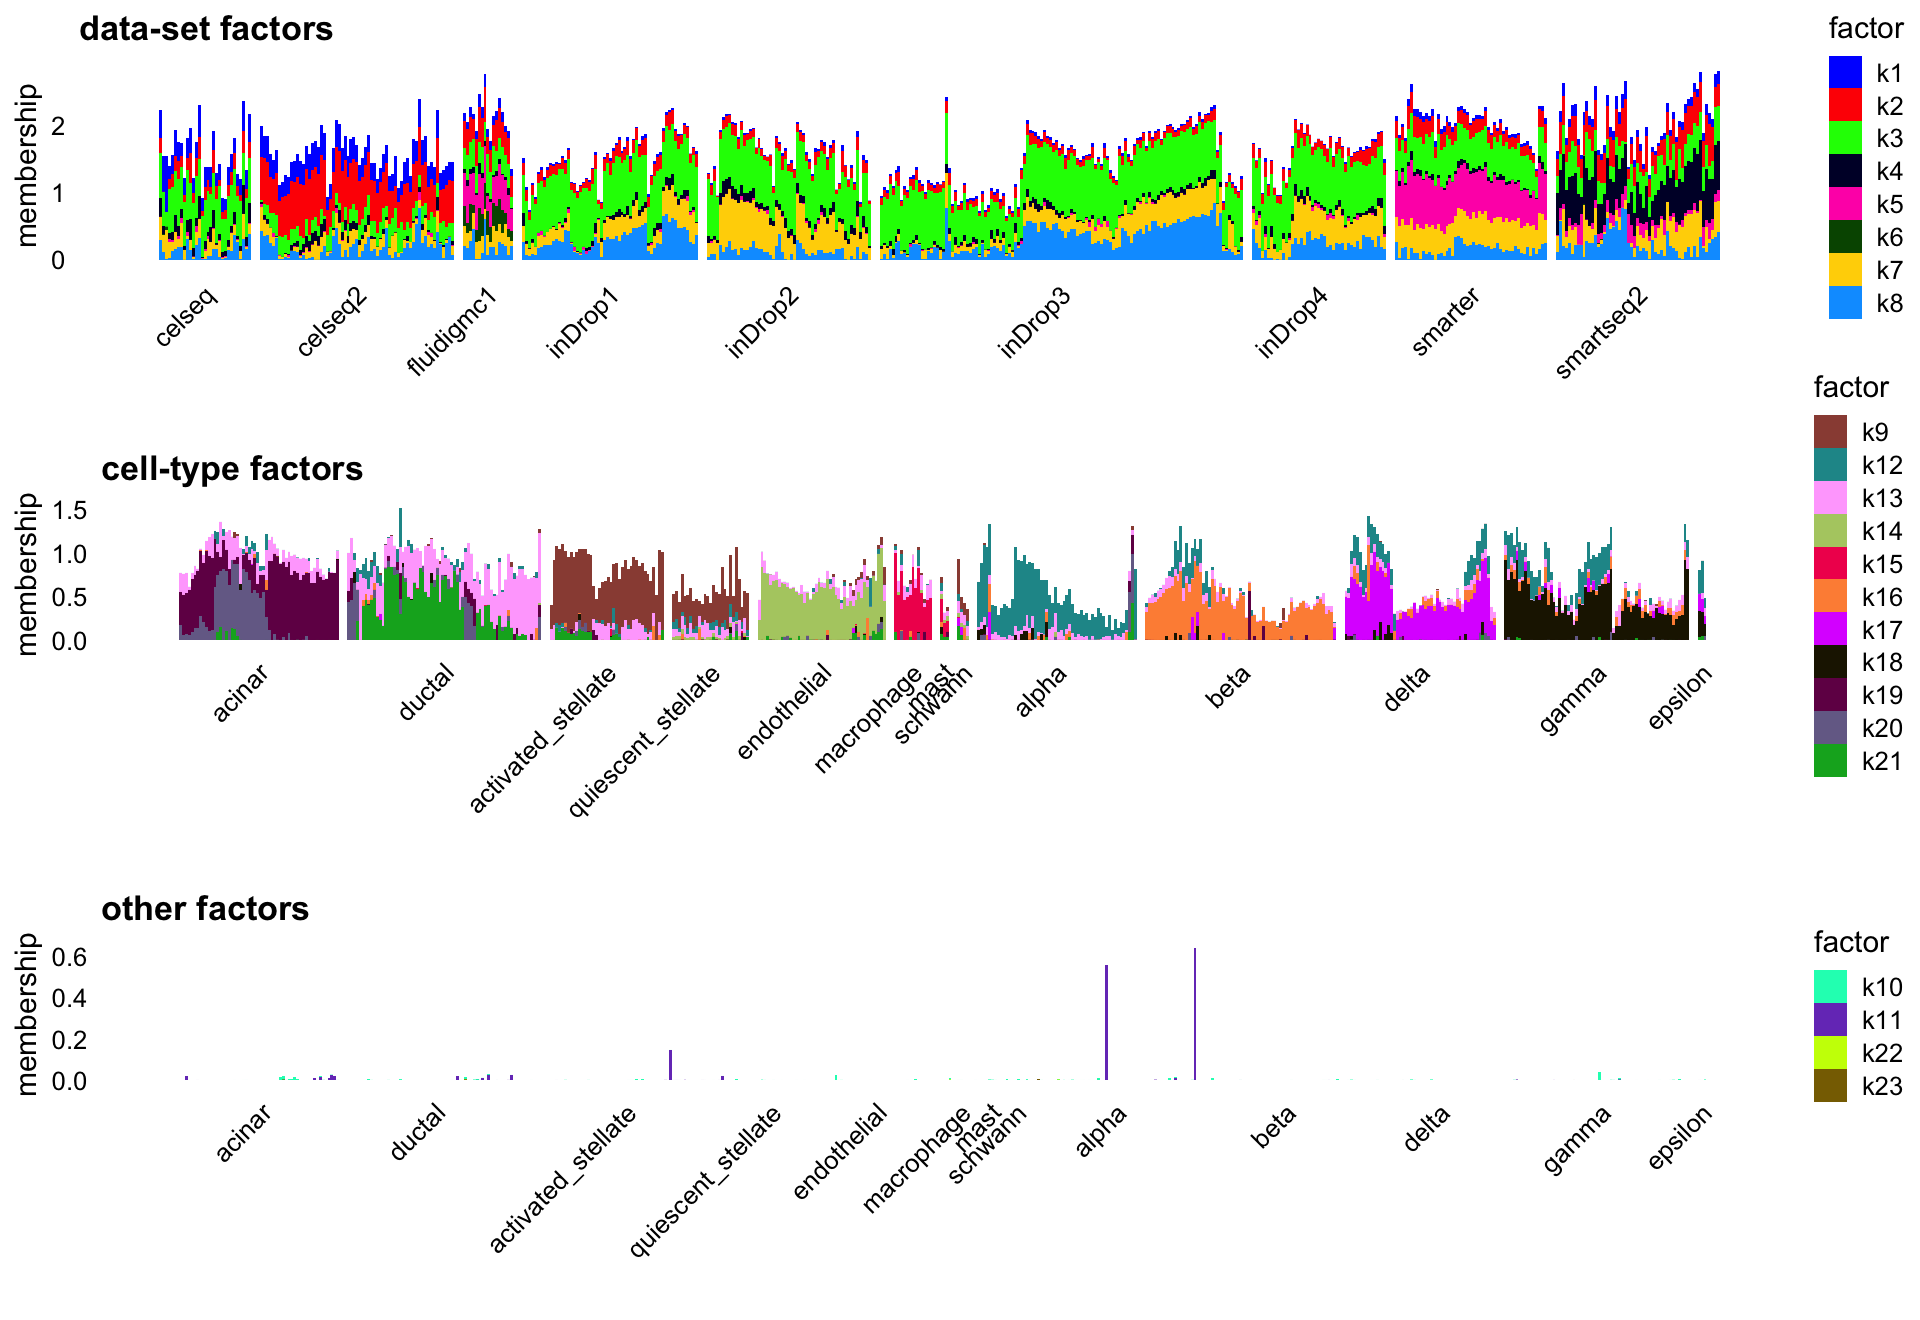 data-set factors
membership
2
1
0
celseq
celseq2
fluidigmc1
inDrop1
inDrop2
inDrop3
inDrop4
smarter
smartseq2
factor
k1
k2
k3
k4
k5
k6
k7
k8
cell-type factors
membership
1.5
1.0
0.5
0.0
acinar
ductal
activated_stellate
quiescent_stellate
endothelial
macrophage
mast
schwann
alpha
beta
delta
gamma
epsilon
factor
k9
k12
k13
k14
k15
k16
k17
k18
k19
k20
k21
other factors
membership
0.6
0.4
0.2
0.0
acinar
ductal
activated_stellate
quiescent_stellate
endothelial
macrophage
mast
schwann
alpha
beta
delta
gamma
epsilon
factor
k10
k11
k22
k23